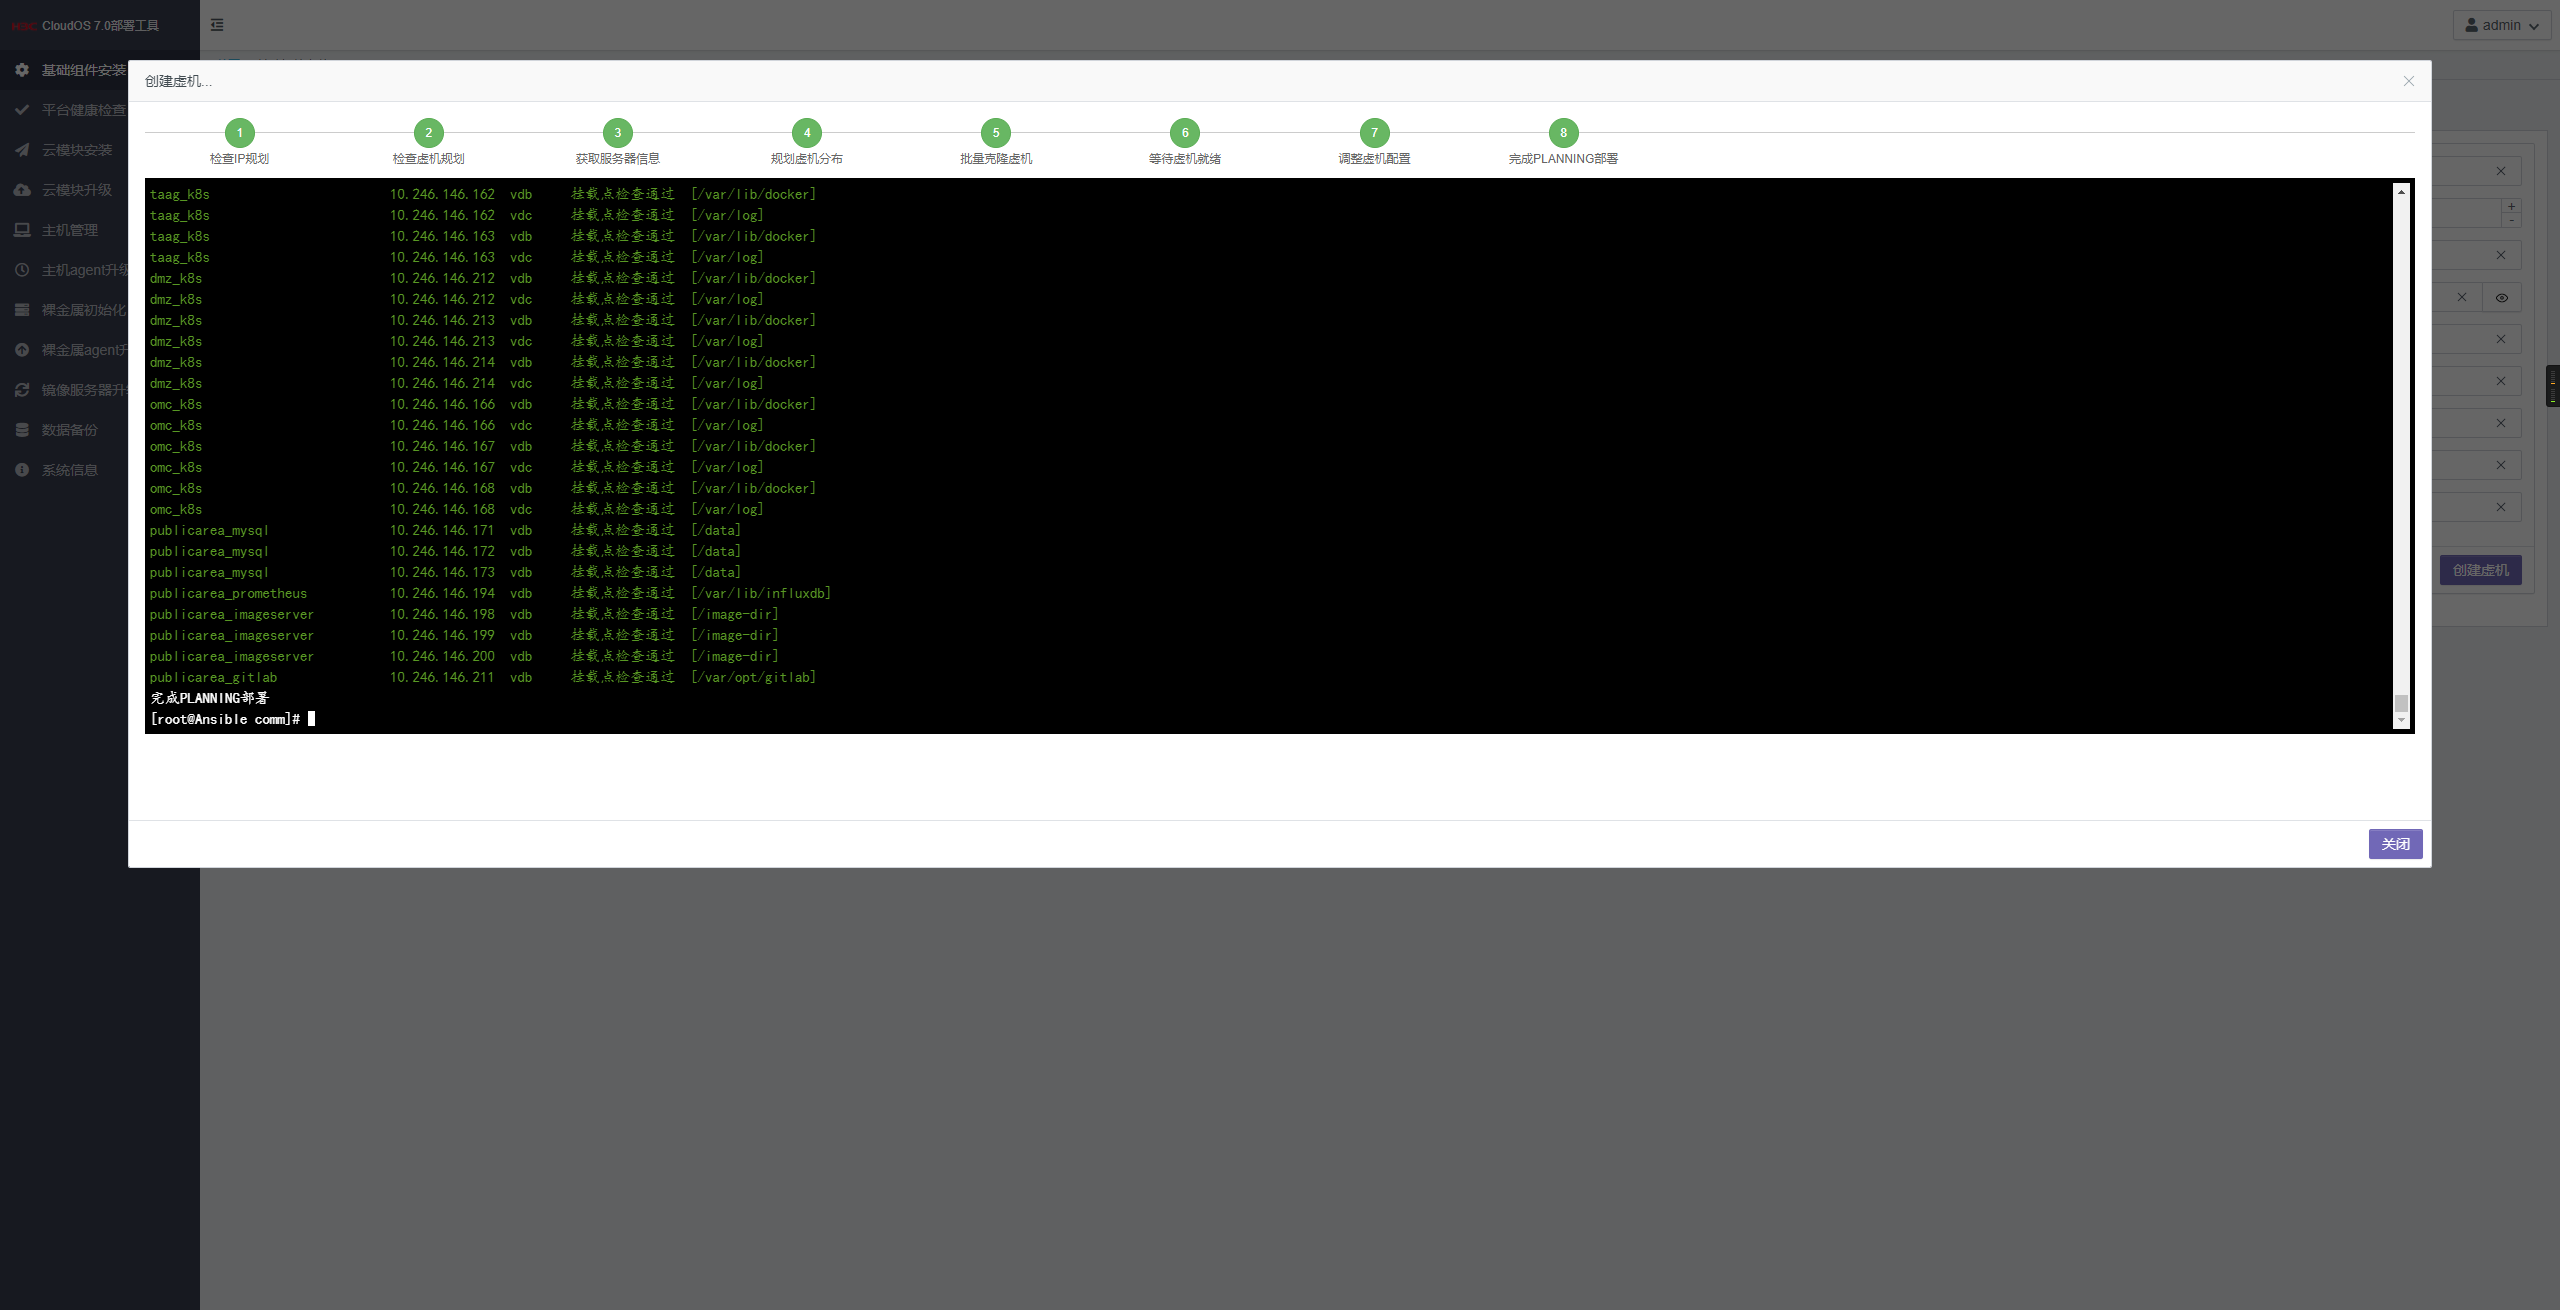 H3C CloudOS 7.0部署工具
admin
基础组件安装
平台健康检查
云模块安装
云模块升级
主机管理
主机agent升级
裸金属初始化
裸金属agent升
镜像服务器升
数据备份
系统信息
创建虚机...
1 2 3 4 5 6 7 8
检查IP规划 检查虚机规划 获取服务器信息 规划虚机分布 批量克隆虚机 等待虚机就绪 调整虚机配置 完成PLANNING部署
taag_k8s 10.246.146.162 vdb 挂载点检查通过 [/var/lib/docker]
taag_k8s 10.246.146.162 vdc 挂载点检查通过 [/var/log]
taag_k8s 10.246.146.163 vdb 挂载点检查通过 [/var/lib/docker]
taag_k8s 10.246.146.163 vdc 挂载点检查通过 [/var/log]
dmz_k8s 10.246.146.212 vdb 挂载点检查通过 [/var/lib/docker]
dmz_k8s 10.246.146.212 vdc 挂载点检查通过 [/var/log]
dmz_k8s 10.246.146.213 vdb 挂载点检查通过 [/var/lib/docker]
dmz_k8s 10.246.146.213 vdc 挂载点检查通过 [/var/log]
dmz_k8s 10.246.146.214 vdb 挂载点检查通过 [/var/lib/docker]
dmz_k8s 10.246.146.214 vdc 挂载点检查通过 [/var/log]
omc_k8s 10.246.146.166 vdb 挂载点检查通过 [/var/lib/docker]
omc_k8s 10.246.146.166 vdc 挂载点检查通过 [/var/log]
omc_k8s 10.246.146.167 vdb 挂载点检查通过 [/var/lib/docker]
omc_k8s 10.246.146.167 vdc 挂载点检查通过 [/var/log]
omc_k8s 10.246.146.168 vdb 挂载点检查通过 [/var/lib/docker]
omc_k8s 10.246.146.168 vdc 挂载点检查通过 [/var/log]
publicarea_mysql 10.246.146.171 vdb 挂载点检查通过 [/data]
publicarea_mysql 10.246.146.172 vdb 挂载点检查通过 [/data]
publicarea_mysql 10.246.146.173 vdb 挂载点检查通过 [/data]
publicarea_prometheus 10.246.146.194 vdb 挂载点检查通过 [/var/lib/influxdb]
publicarea_imageserver 10.246.146.198 vdb 挂载点检查通过 [/image-dir]
publicarea_imageserver 10.246.146.199 vdb 挂载点检查通过 [/image-dir]
publicarea_imageserver 10.246.146.200 vdb 挂载点检查通过 [/image-dir]
publicarea_gitlab 10.246.146.211 vdb 挂载点检查通过 [/var/opt/gitlab]
完成PLANNING部署
[root@Ansible comm]#
创建虚机
关闭